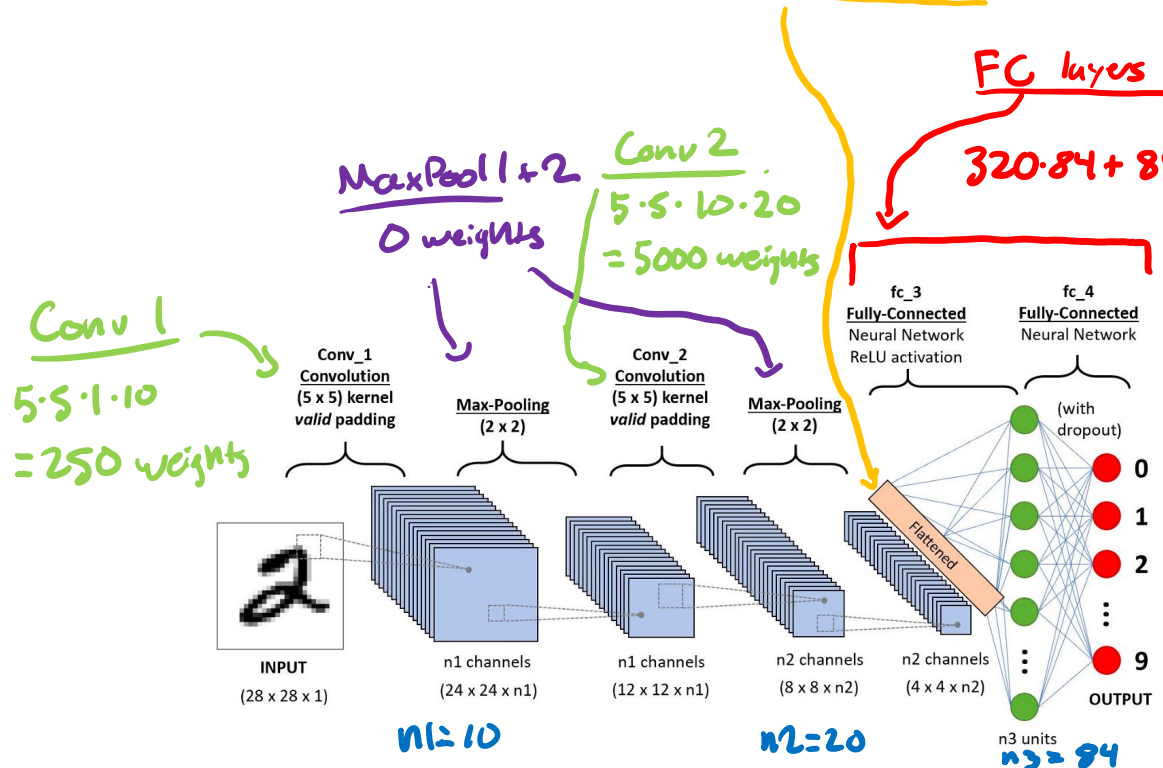 FC layers
320·84+8
Conv 2
5·5·10·20
= 5000 weights
MaxPool 1+2
0 weights
Conv 1
5·5·1·10
= 250 weights
fc_3
Fully-Connected
Neural Network
ReLU activation
fc_4
Fully-Connected
Neural Network
Conv_1
Convolution
(5 x 5) kernel
valid padding
Max-Pooling
(2 x 2)
Conv_2
Convolution
(5 x 5) kernel
valid padding
Max-Pooling
(2 x 2)
(with
dropout)
Flattened
0
1
2
9
OUTPUT
INPUT
(28 x 28 x 1)
n1 channels
(24 x 24 x n1)
n1 channels
(12 x 12 x n1)
n2 channels
(8 x 8 x n2)
n2 channels
(4 x 4 x n2)
n3 units
n1=10
n2=20
n3=84